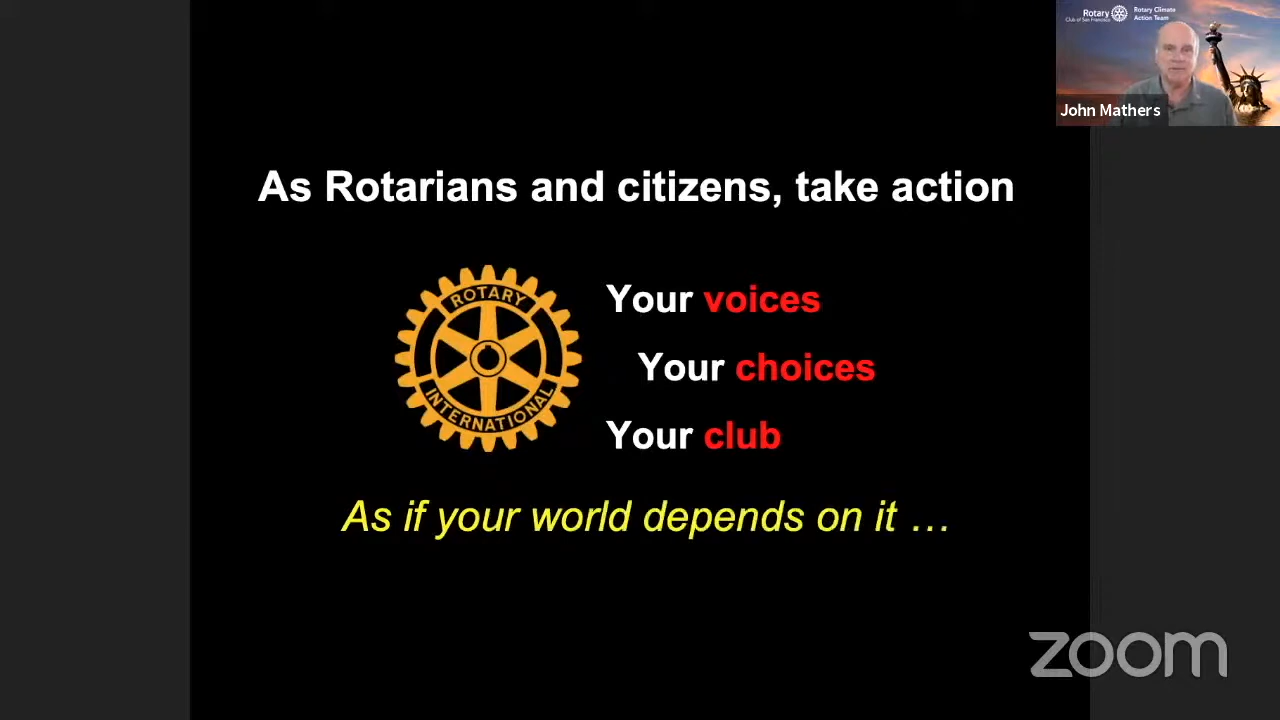 Rotary
Club of San Francisco
Rotary Climate
Action Team
John Mathers
As Rotarians and citizens, take action
ROTARY
INTERNATIONAL
Your voices
Your choices
Your club
As if your world depends on it …
zoom